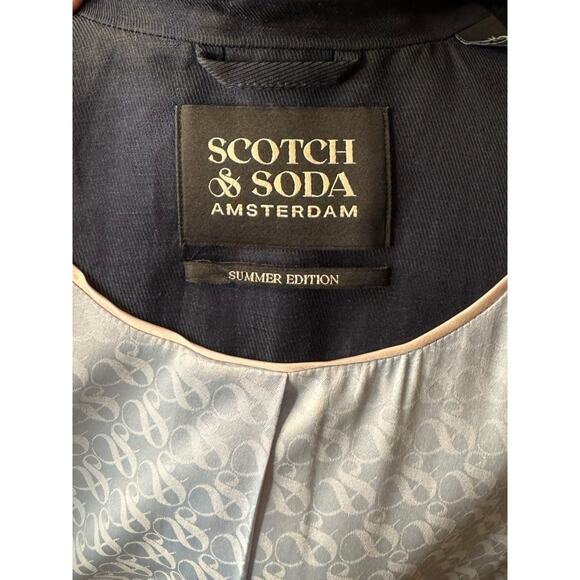 SCOTCH
& SODA
AMSTERDAM
SUMMER EDITION